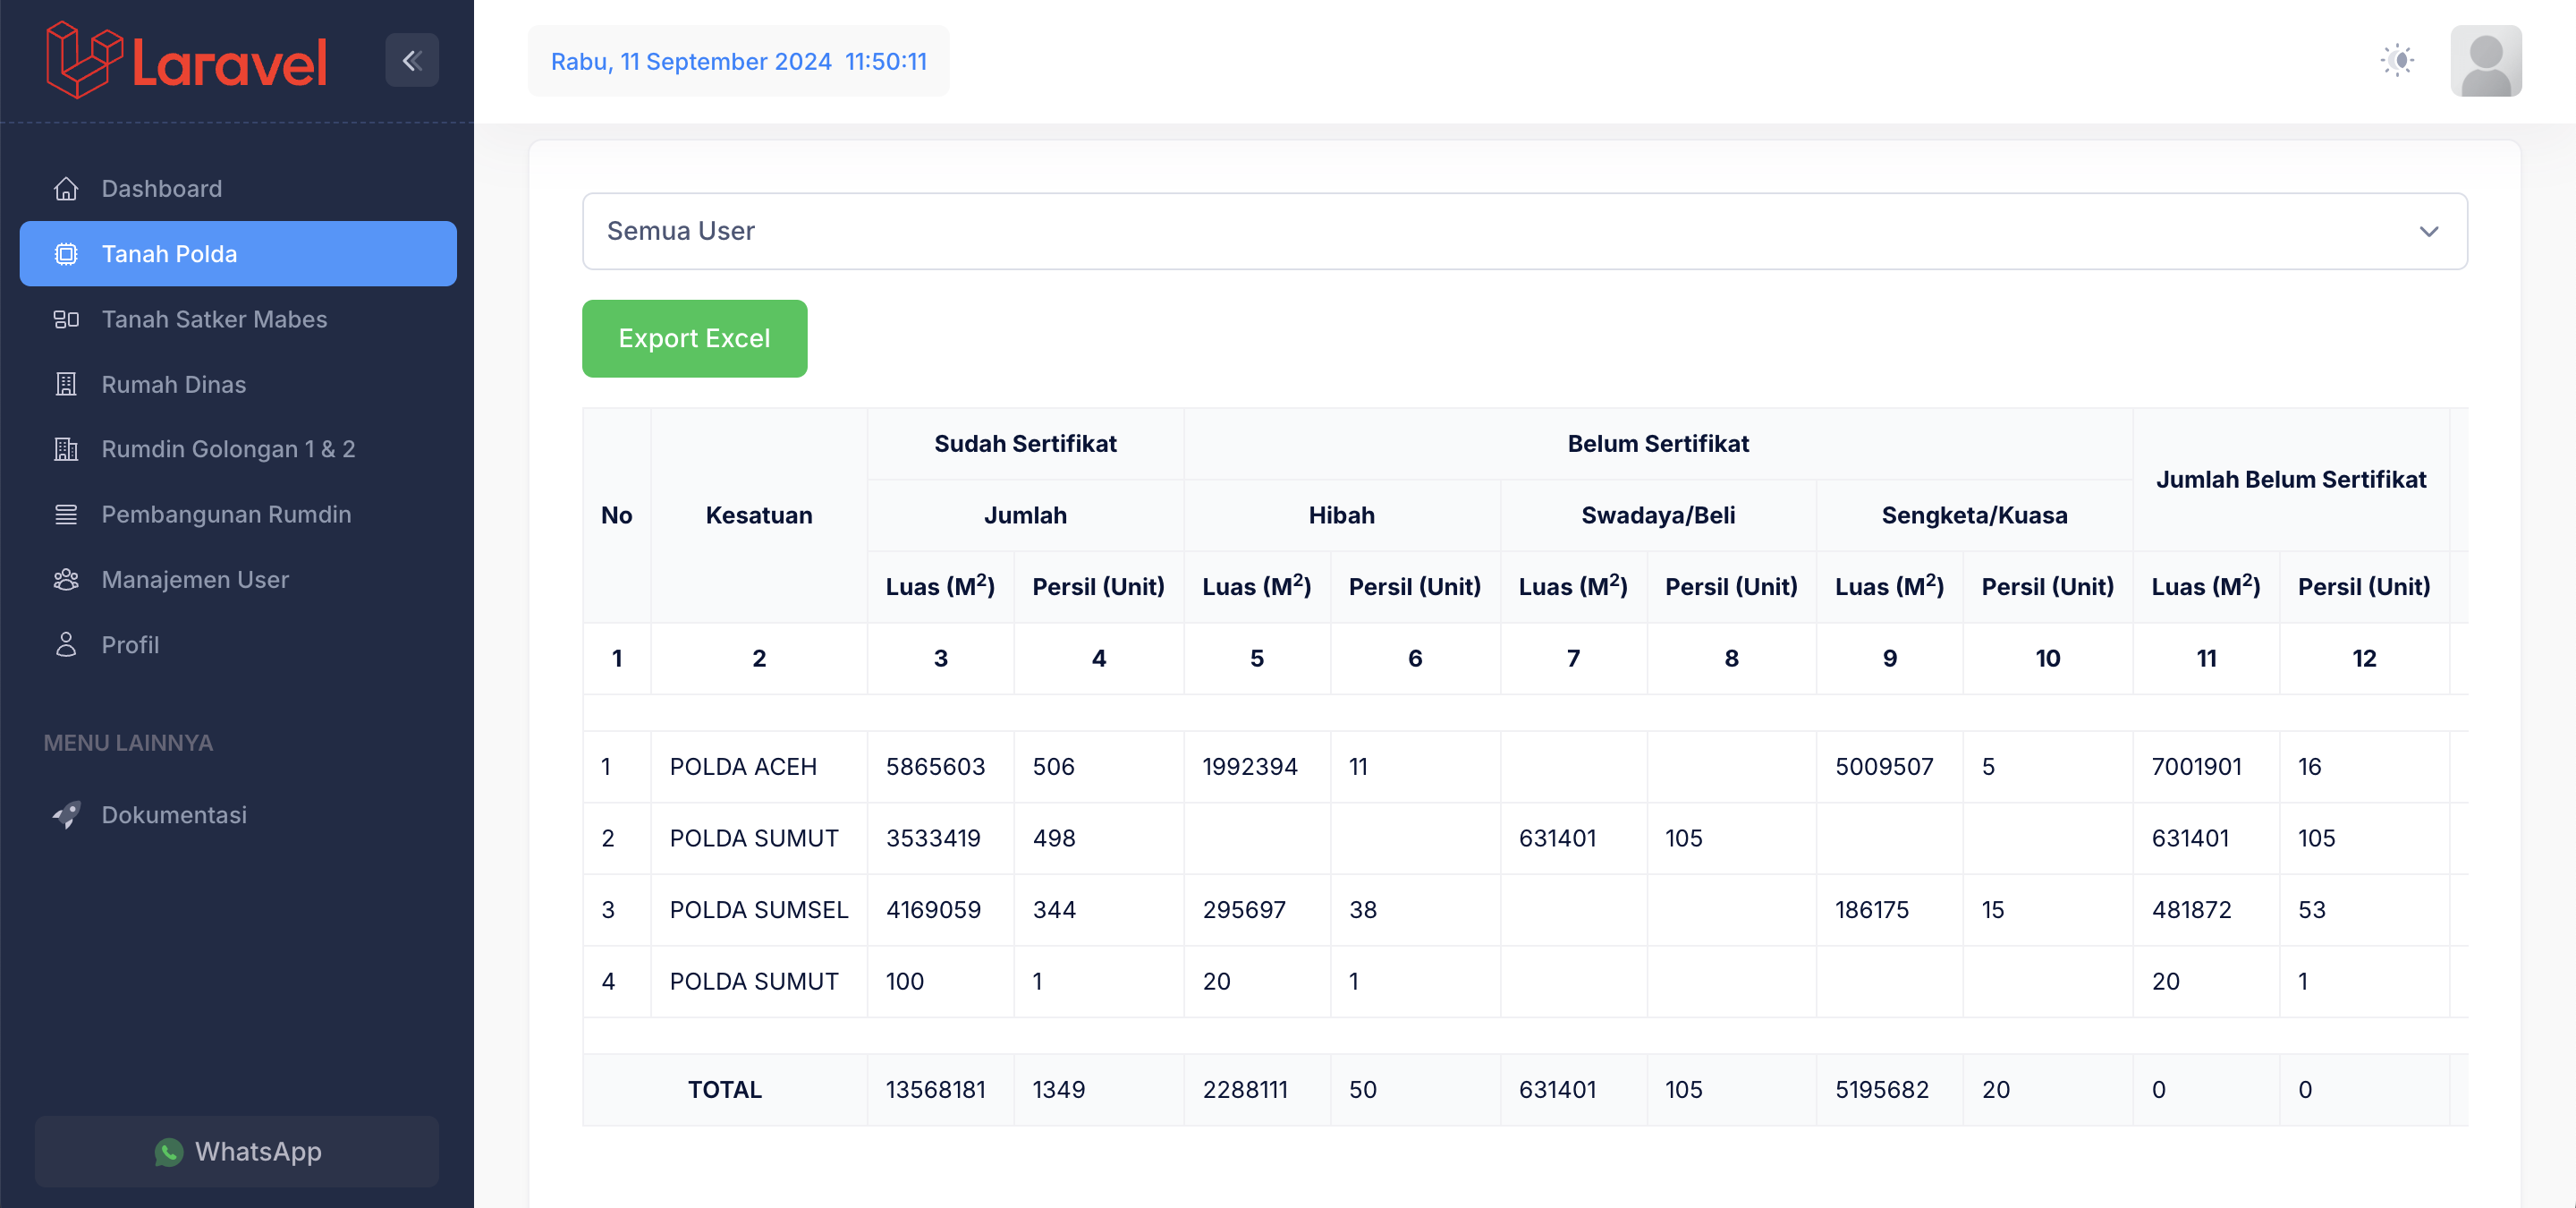 Laravel
Rabu, 11 September 2024 11:50:11
Dashboard
Tanah Polda
Tanah Satker Mabes
Rumah Dinas
Rumdin Golongan 1 & 2
Pembangunan Rumdin
Manajemen User
Profil
MENU LAINNYA
Dokumentasi
WhatsApp
Semua User
Export Excel
No Kesatuan Sudah Sertifikat Belum Sertifikat Jumlah Belum Sertifikat
Jumlah Hibah Swadaya/Beli Sengketa/Kuasa
Luas (M²) Persil (Unit) Luas (M²) Persil (Unit) Luas (M²) Persil (Unit) Luas (M²) Persil (Unit) Luas (M²) Persil (Unit)
1 2 3 4 5 6 7 8 9 10 11 12
1 POLDA ACEH 5865603 506 1992394 11 5009507 5 7001901 16
2 POLDA SUMUT 3533419 498 631401 105 631401 105
3 POLDA SUMSEL 4169059 344 295697 38 186175 15 481872 53
4 POLDA SUMUT 100 1 20 1 20 1
TOTAL 13568181 1349 2288111 50 631401 105 5195682 20 0 0